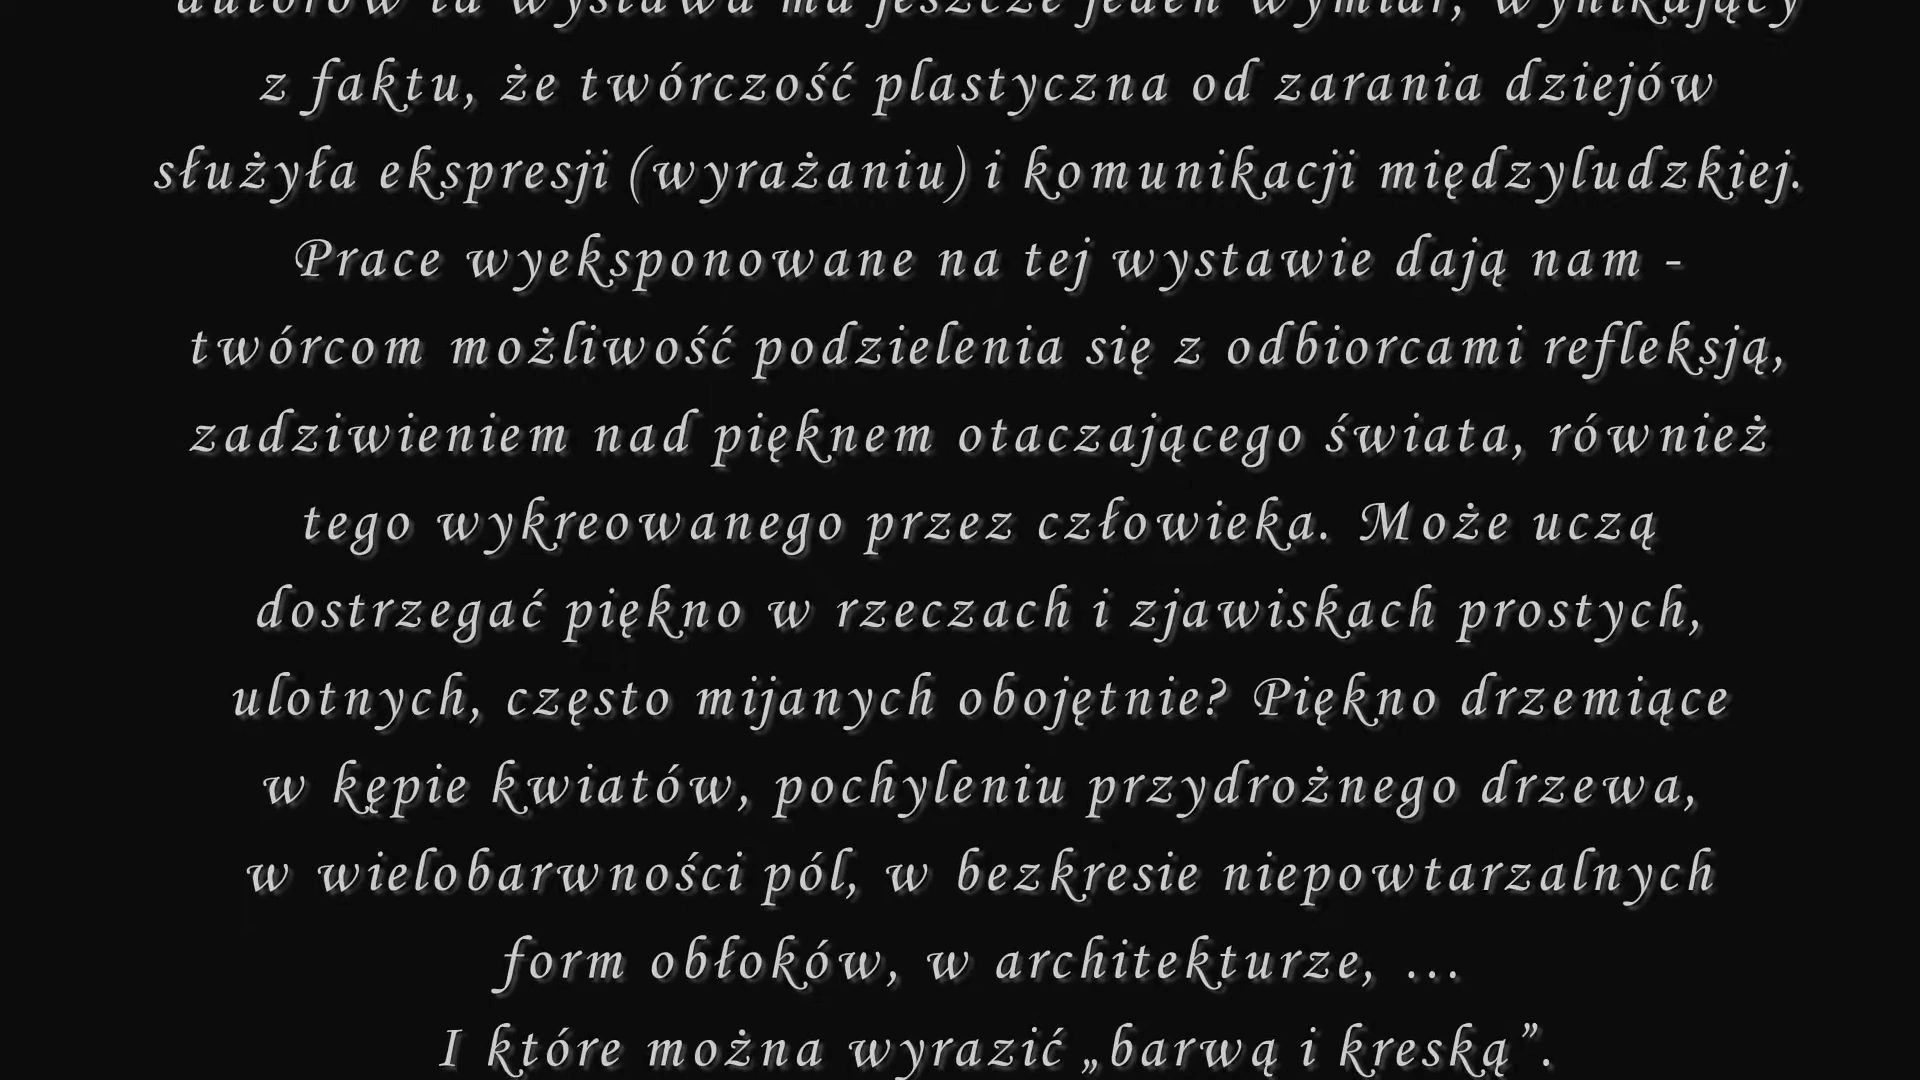 autorów ta wystawa ma jeszcze jeden wymiar, wynikający
z faktu, że twórczość plastyczna od zarania dziejów
służyła ekspresji (wyrażaniu) i komunikacji międzyludzkiej.
Prace wyeksponowane na tej wystawie dają nam -
twórcom możliwość podzielenia się z odbiorcami refleksją,
zadziwieniem nad pięknem otaczającego świata, również
tego wykreowanego przez człowieka. Może uczą
dostrzegać piękno w rzeczach i zjawiskach prostych,
ulotnych, często mijanych obojętnie? Piękno drzemiące
w kępie kwiatów, pochyleniu przydrożnego drzewa,
w wielobarwności pól, w bezkresie niepowtarzalnych
form obłoków, w architekturze, ...
I które można wyrazić „barwą i kreską”.